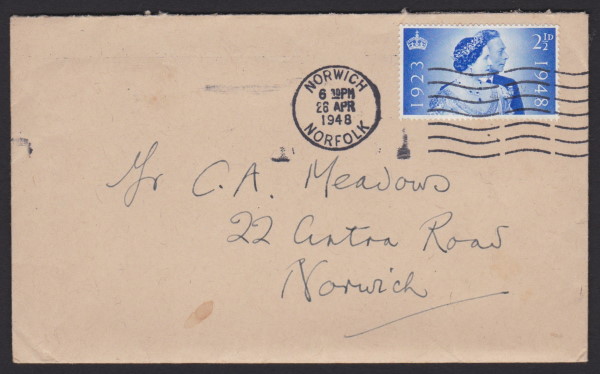 NORWICH
6 30PM
26 APR
1948
NORFOLK
1923
2½D
1948
Mr C.A. Meadows
22 Cintra Road
Norwich